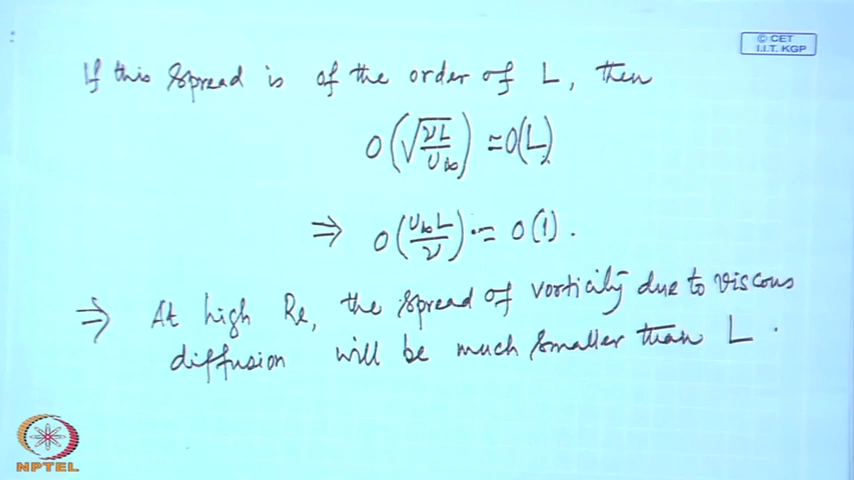 © CET
I.I.T. KGP
If this spread is of the order of L, then
O(√(νL/U∞)) ≃ O(L)
⇒ O(U∞L/ν) ≃ O(1).
⇒ At high Re, the spread of vorticity due to viscous
diffusion will be much smaller than L.
NPTEL